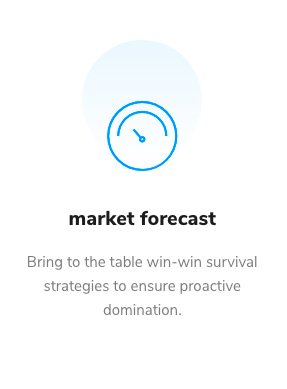 market forecast
Bring to the table win-win survival
strategies to ensure proactive
domination.